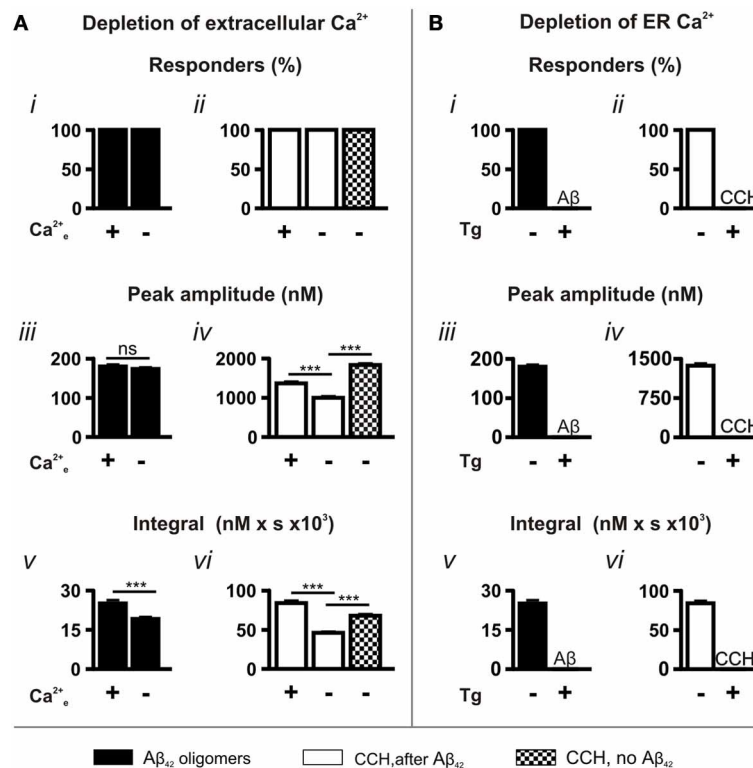 A Depletion of extracellular Ca²⁺
Responders (%)
i ii
100 100
50 50
0 0
Ca²⁺ₑ + - + - -
Peak amplitude (nM)
iii iv
ns *** ***
200 2000
100 1000
0 0
Ca²⁺ₑ + - + - -
Integral (nM x s x10³)
v vi
*** *** ***
30 100
15 50
0 0
Ca²⁺ₑ + - + - -
B Depletion of ER Ca²⁺
Responders (%)
i ii
100 100
50 50
0 Aβ 0 CCH
Tg - + - +
Peak amplitude (nM)
iii iv
200 1500
100 750
0 Aβ 0 CCH
Tg - + - +
Integral (nM x s x10³)
v vi
30 100
15 50
0 Aβ 0 CCH
Tg - + - +
Aβ₄₂ oligomers CCH,after Aβ₄₂ CCH, no Aβ₄₂